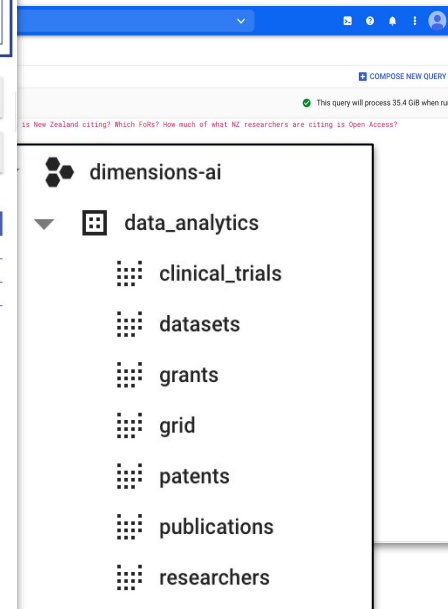 COMPOSE NEW QUERY
This query will process 35.4 GiB when run
is New Zealand citing? Which FoRs? How much of what NZ researchers are citing is Open Access?
dimensions-ai
data_analytics
clinical_trials
datasets
grants
grid
patents
publications
researchers